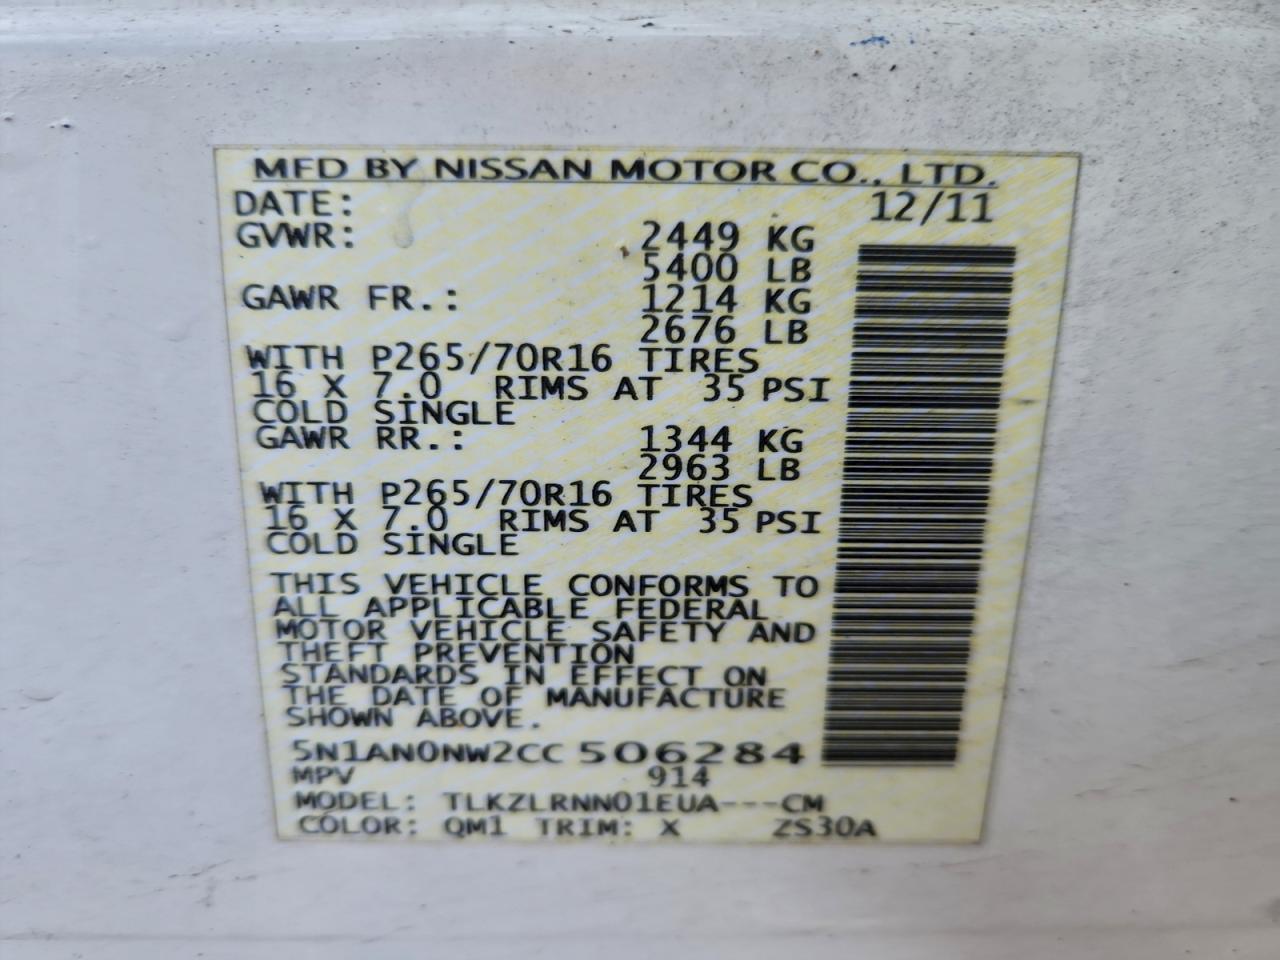 MFD BY NISSAN MOTOR CO., LTD.
DATE: 12/11
GVWR: 2449 KG
5400 LB
GAWR FR.: 1214 KG
2676 LB
WITH P265/70R16 TIRES
16 X 7.0 RIMS AT 35 PSI
COLD SINGLE
GAWR RR.: 1344 KG
2963 LB
WITH P265/70R16 TIRES
16 X 7.0 RIMS AT 35 PSI
COLD SINGLE
THIS VEHICLE CONFORMS TO
ALL APPLICABLE FEDERAL
MOTOR VEHICLE SAFETY AND
THEFT PREVENTION
STANDARDS IN EFFECT ON
THE DATE OF MANUFACTURE
SHOWN ABOVE.
5N1AN0NW2CC506284
MPV 914
MODEL: TLKZLRNN01EUA---CM
COLOR: QM1 TRIM: X ZS30A